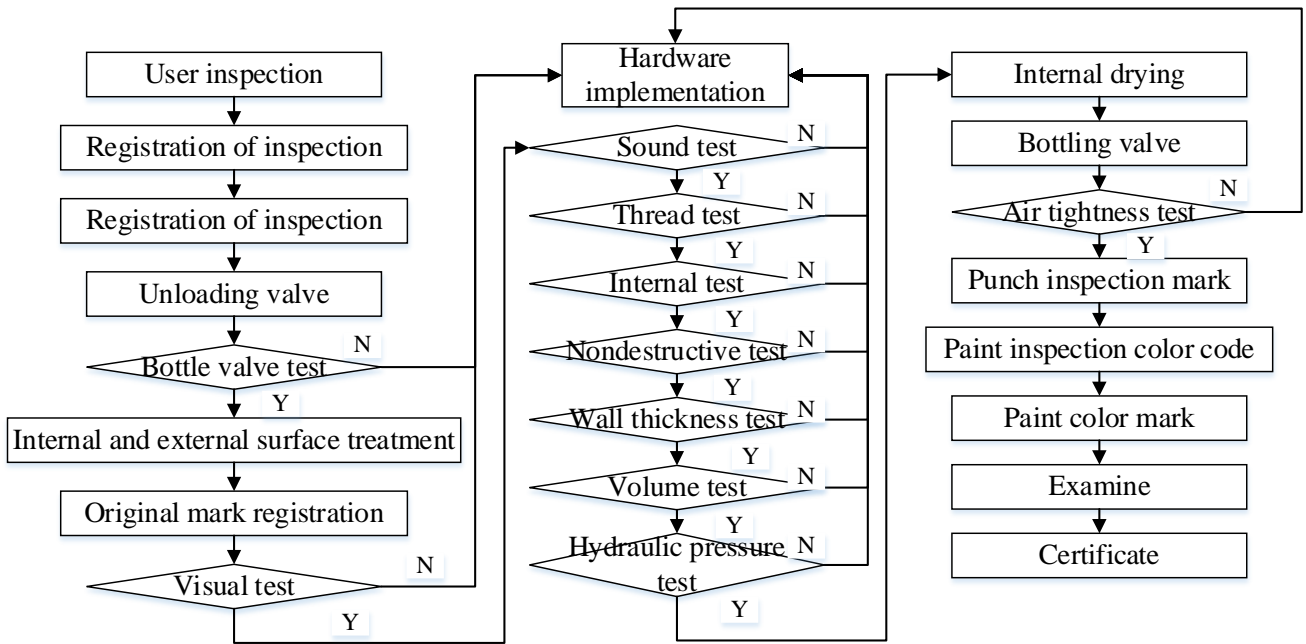 User inspection
Registration of inspection
Registration of inspection
Unloading valve
Bottle valve test
N
Y
Internal and external surface treatment
Original mark registration
Visual test
N
Y
Hardware
implementation
Sound test
N
Y
Thread test
N
Y
Internal test
N
Y
Nondestructive test
N
Y
Wall thickness test
N
Y
Volume test
N
Y
Hydraulic pressure
test
N
Y
Internal drying
Bottling valve
Air tightness test
N
Y
Punch inspection mark
Paint inspection color code
Paint color mark
Examine
Certificate